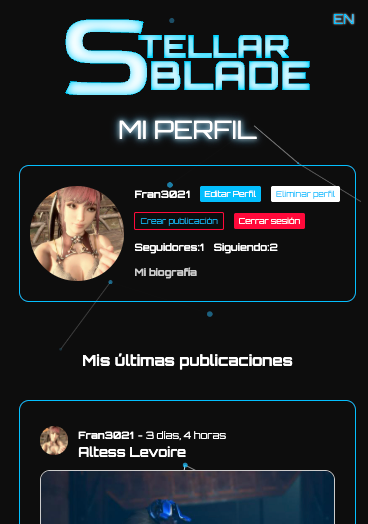 EN
STELLAR
BLADE
MI PERFIL
Fran3021 Editar Perfil Eliminar perfil
Crear publicación Cerrar sesión
Seguidores:1 Siguiendo:2
Mi biografia
Mis últimas publicaciones
Fran3021 - 3 días, 4 horas
Altess Levoire